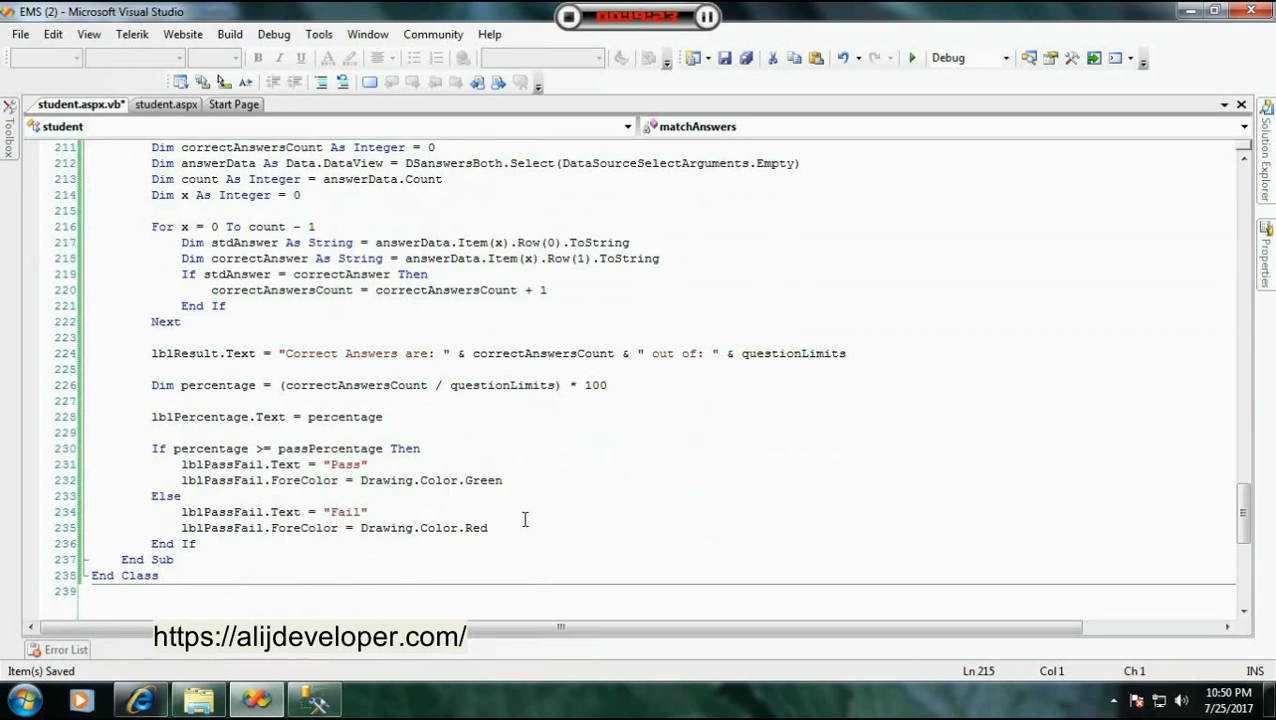 EMS (2) - Microsoft Visual Studio
00:19:23
File Edit View Telerik Website Build Debug Tools Window Community Help
Debug
student.aspx.vb* student.aspx Start Page
student matchAnswers
Toolbox
Solution Explorer
Properties
211 Dim correctAnswersCount As Integer = 0
212 Dim answerData As Data.DataView = DSanswersBoth.Select(DataSourceSelectArguments.Empty)
213 Dim count As Integer = answerData.Count
214 Dim x As Integer = 0
215
216 For x = 0 To count - 1
217 Dim stdAnswer As String = answerData.Item(x).Row(0).ToString
218 Dim correctAnswer As String = answerData.Item(x).Row(1).ToString
219 If stdAnswer = correctAnswer Then
220 correctAnswersCount = correctAnswersCount + 1
221 End If
222 Next
223
224 lblResult.Text = "Correct Answers are: " & correctAnswersCount & " out of: " & questionLimits
225
226 Dim percentage = (correctAnswersCount / questionLimits) * 100
227
228 lblPercentage.Text = percentage
229
230 If percentage >= passPercentage Then
231 lblPassFail.Text = "Pass"
232 lblPassFail.ForeColor = Drawing.Color.Green
233 Else
234 lblPassFail.Text = "Fail"
235 lblPassFail.ForeColor = Drawing.Color.Red
236 End If
237 End Sub
238 End Class
239
https://alijdeveloper.com/
Error List
Item(s) Saved Ln 215 Col 1 Ch 1 INS
10:50 PM
7/25/2017